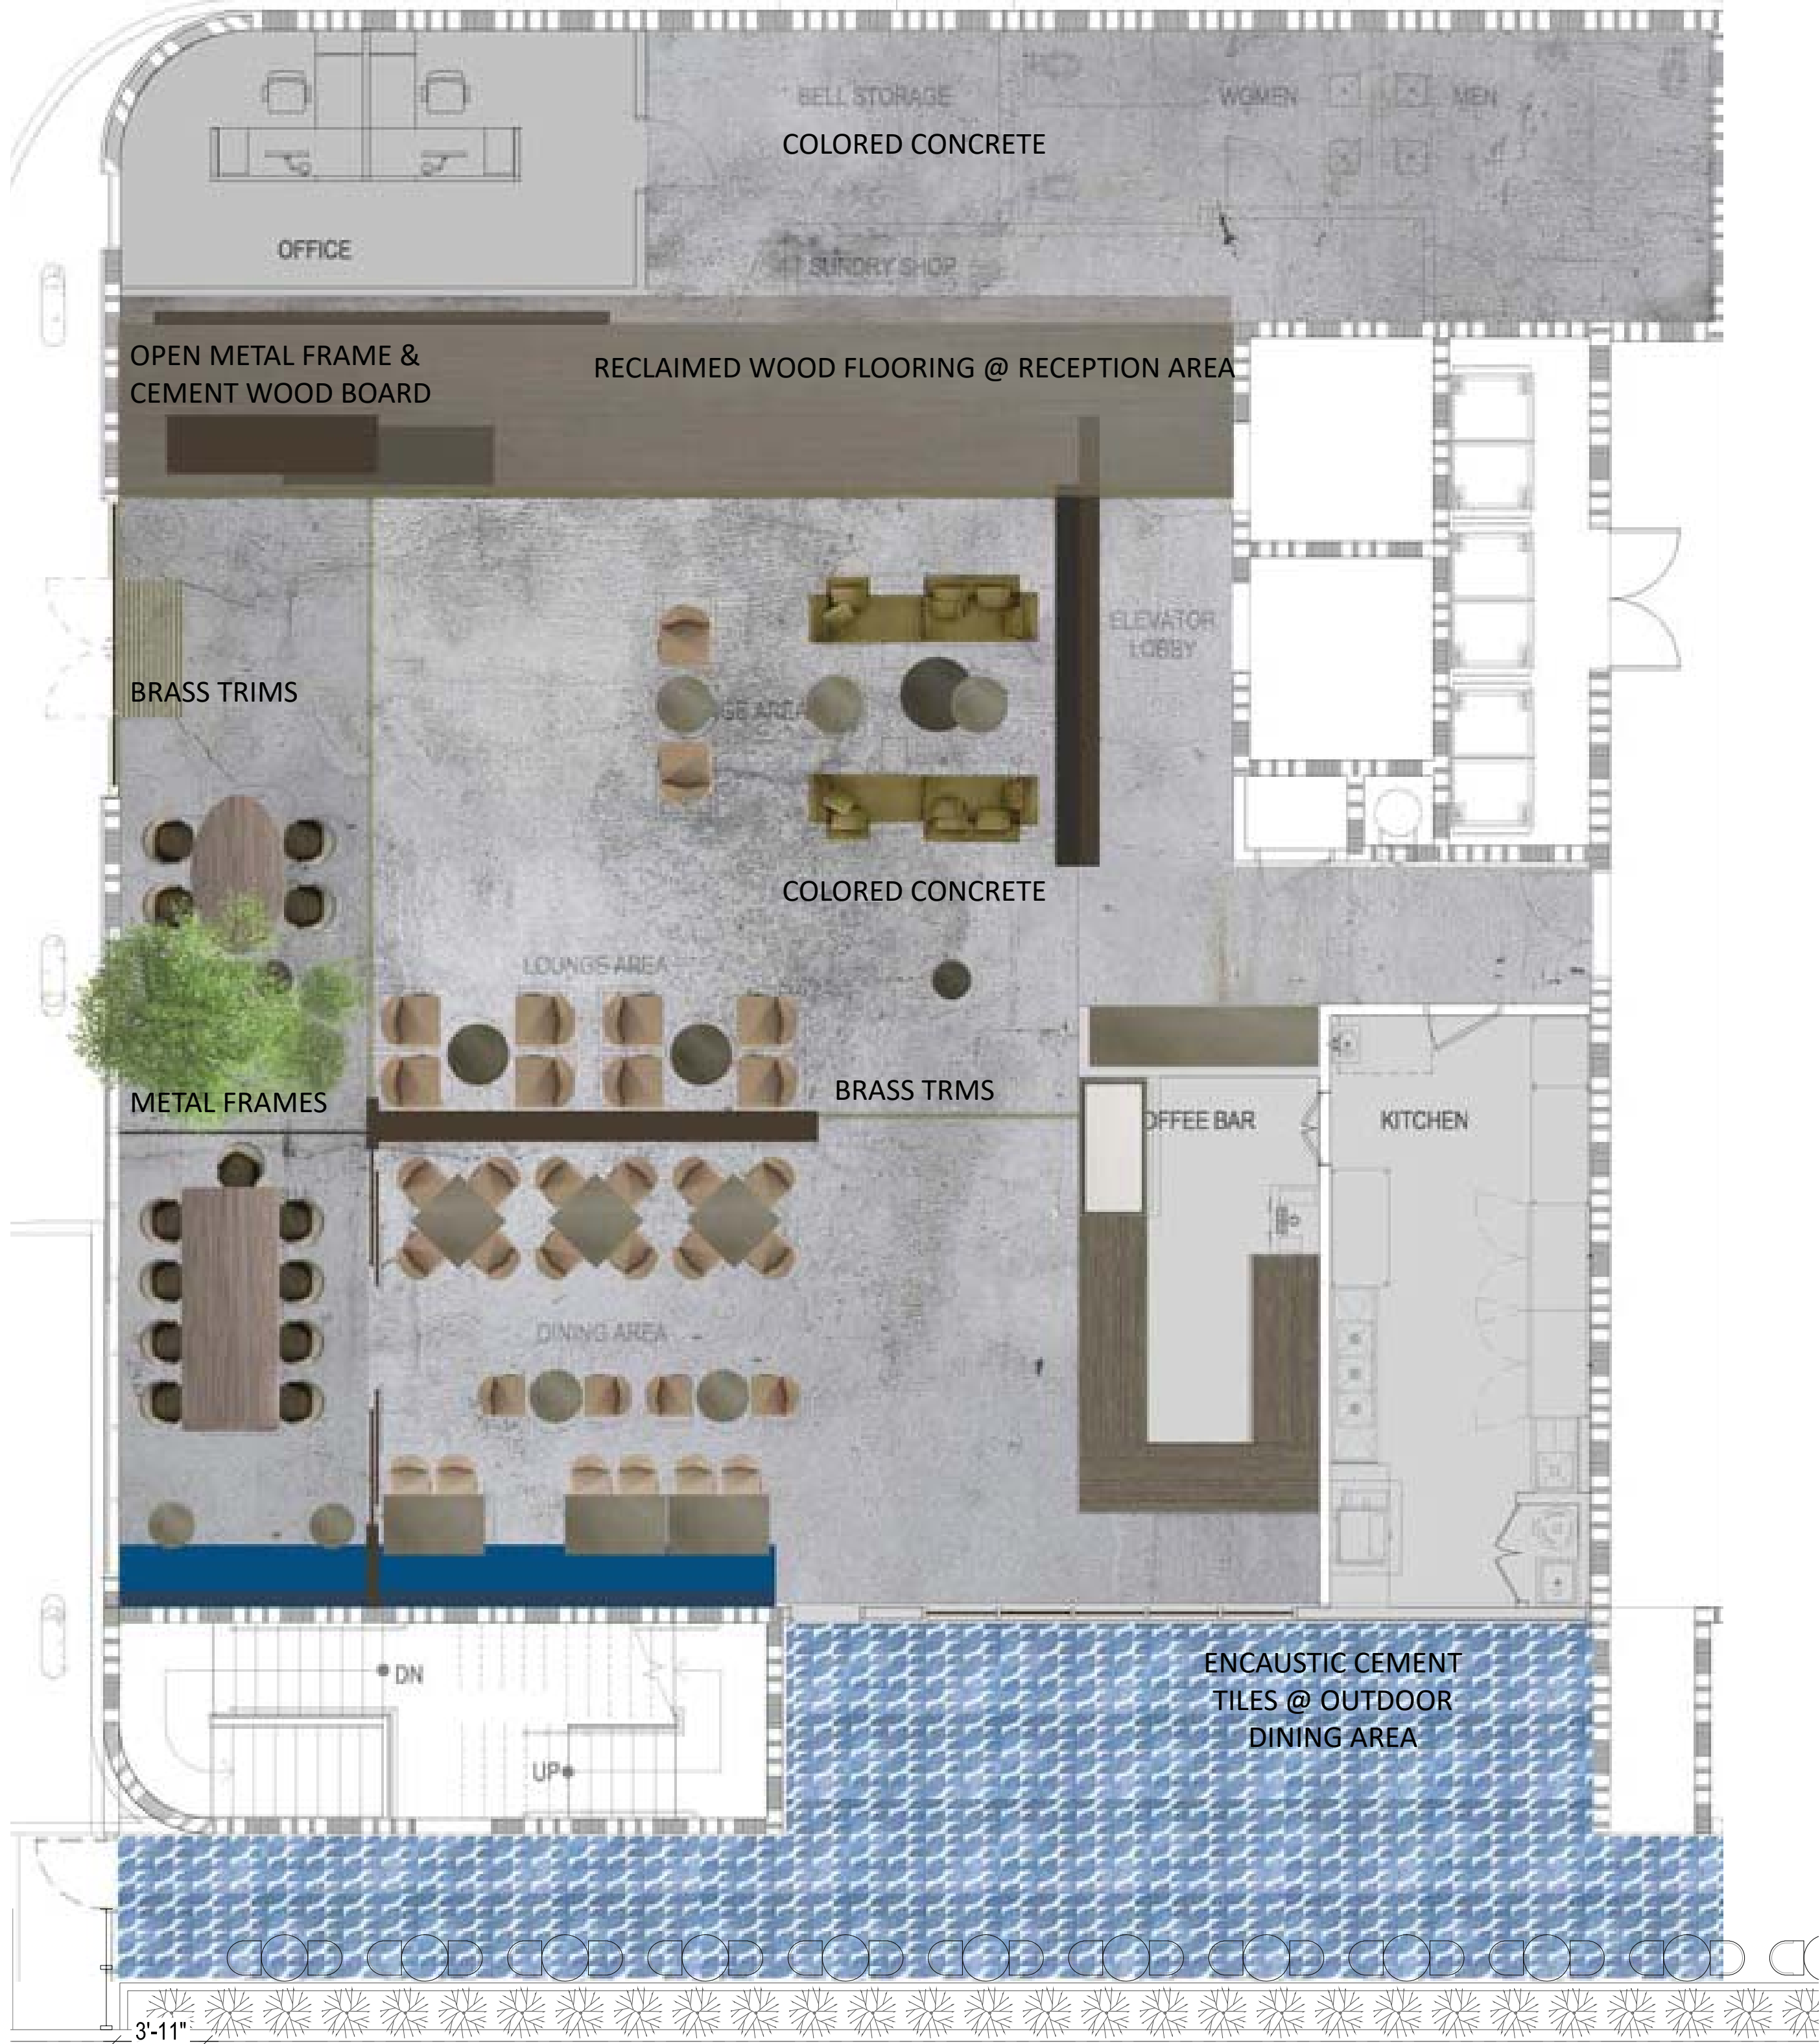 BELL STORAGE
WOMEN
MEN
COLORED CONCRETE
OFFICE
SUNDRY SHOP
OPEN METAL FRAME &
CEMENT WOOD BOARD
RECLAIMED WOOD FLOORING @ RECEPTION AREA
ELEVATOR
LOBBY
BRASS TRIMS
GE AREA
COLORED CONCRETE
LOUNGE AREA
BRASS TRMS
METAL FRAMES
OFFEE BAR
KITCHEN
DINING AREA
ENCAUSTIC CEMENT
TILES @ OUTDOOR
DINING AREA
DN
UP
3'-11"